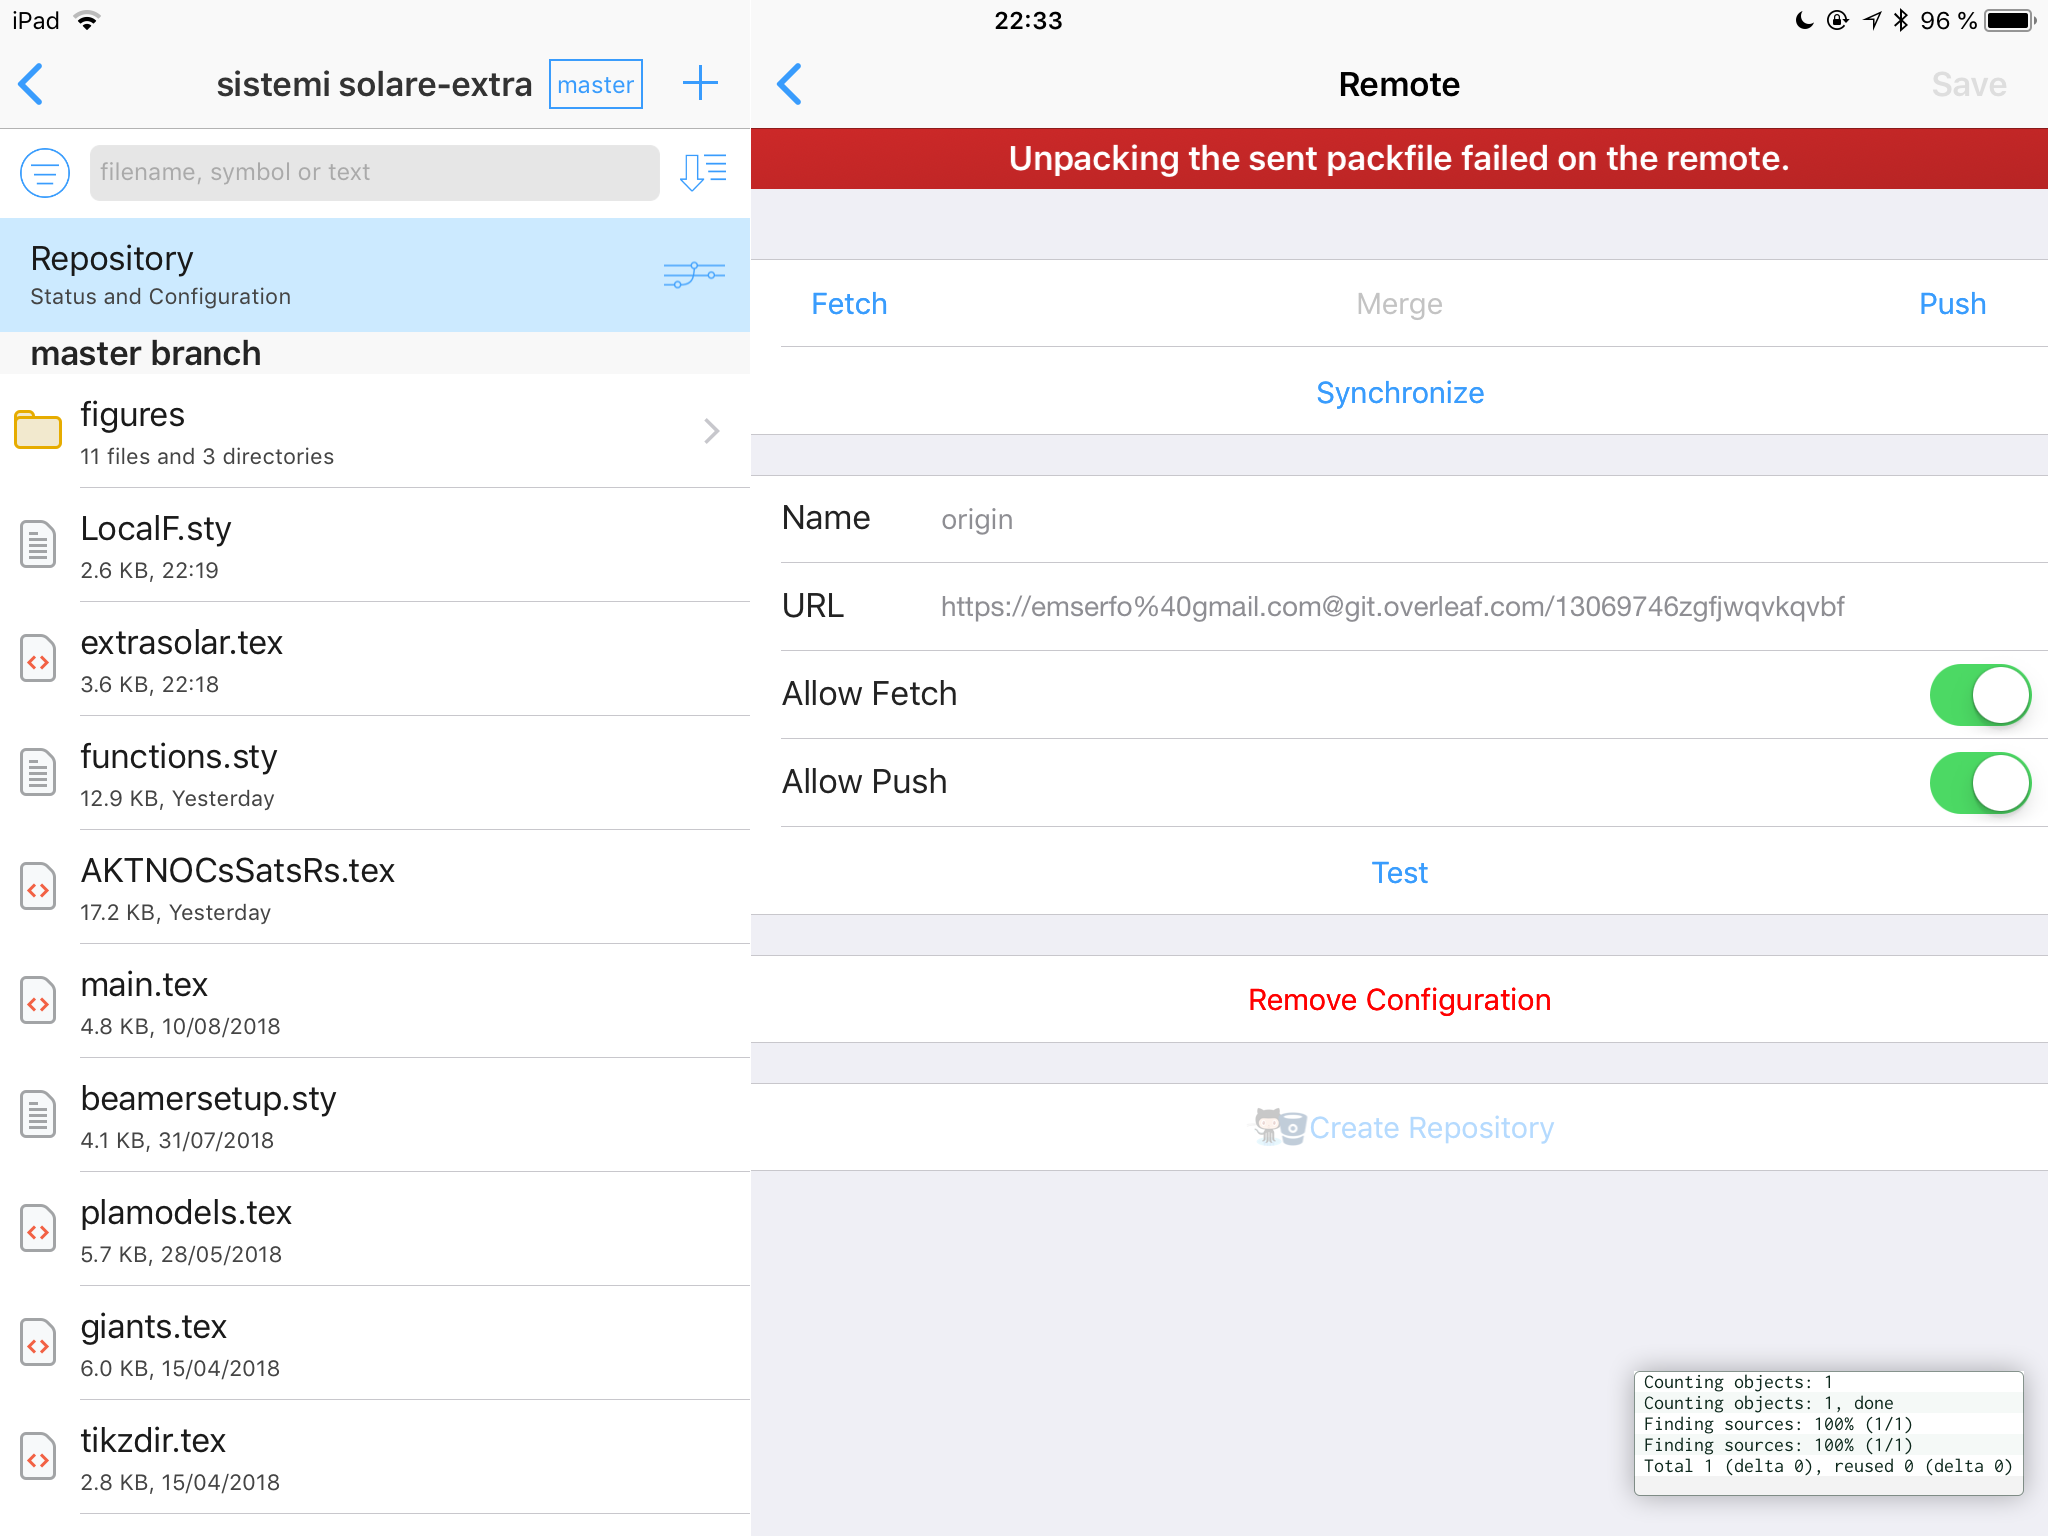 iPad
22:33
96 %
sistemi solare-extra
master
filename, symbol or text
Repository
Status and Configuration
master branch
figures
11 files and 3 directories
LocalF.sty
2.6 KB, 22:19
extrasolar.tex
3.6 KB, 22:18
functions.sty
12.9 KB, Yesterday
AKTNOCsSatsRs.tex
17.2 KB, Yesterday
main.tex
4.8 KB, 10/08/2018
beamersetup.sty
4.1 KB, 31/07/2018
plamodels.tex
5.7 KB, 28/05/2018
giants.tex
6.0 KB, 15/04/2018
tikzdir.tex
2.8 KB, 15/04/2018
Remote
Save
Unpacking the sent packfile failed on the remote.
Fetch
Merge
Push
Synchronize
Name origin
URL https://emserfo%40gmail.com@git.overleaf.com/13069746zgfjwqvkqvbf
Allow Fetch
Allow Push
Test
Remove Configuration
Create Repository
Counting objects: 1
Counting objects: 1, done
Finding sources: 100% (1/1)
Finding sources: 100% (1/1)
Total 1 (delta 0), reused 0 (delta 0)